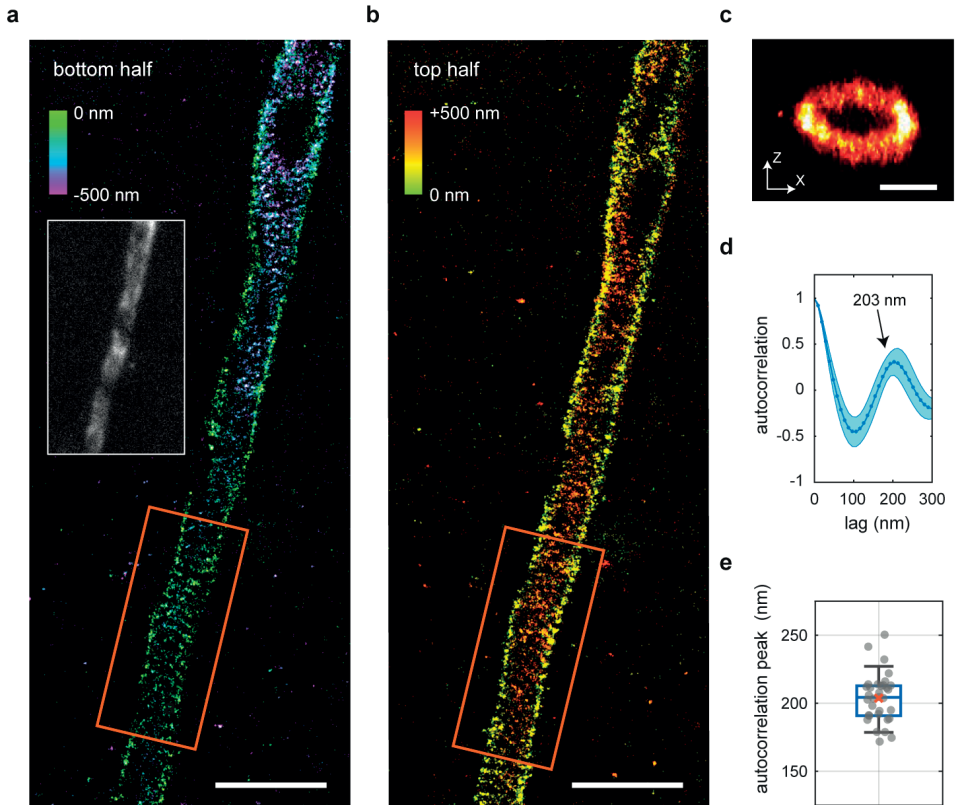 a
bottom half
0 nm
-500 nm
b
top half
+500 nm
0 nm
c
Z
X
d
autocorrelation
1
0.5
0
-0.5
-1
203 nm
0
100
200
300
lag (nm)
e
autocorrelation peak (nm)
250
200
150